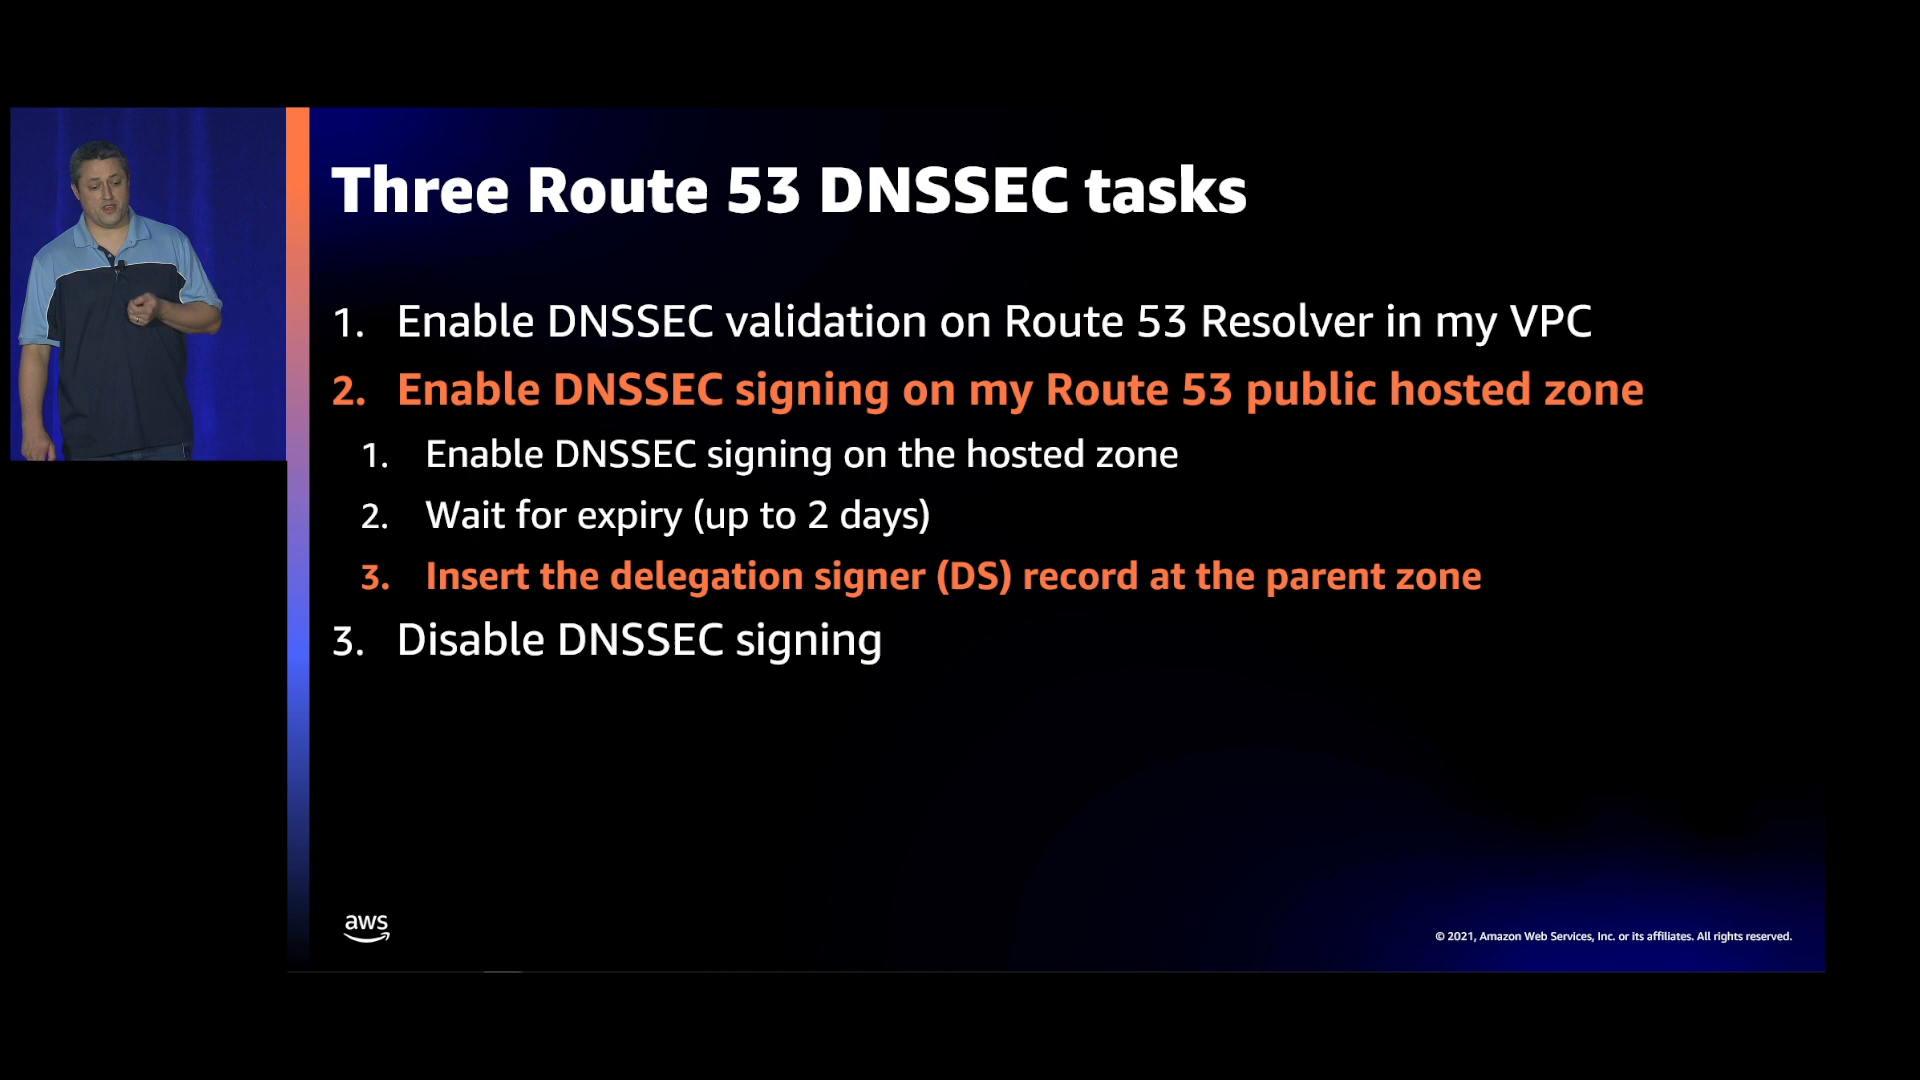 Three Route 53 DNSSEC tasks
1. Enable DNSSEC validation on Route 53 Resolver in my VPC
2. Enable DNSSEC signing on my Route 53 public hosted zone
1. Enable DNSSEC signing on the hosted zone
2. Wait for expiry (up to 2 days)
3. Insert the delegation signer (DS) record at the parent zone
3. Disable DNSSEC signing
aws
© 2021, Amazon Web Services, Inc. or its affiliates. All rights reserved.